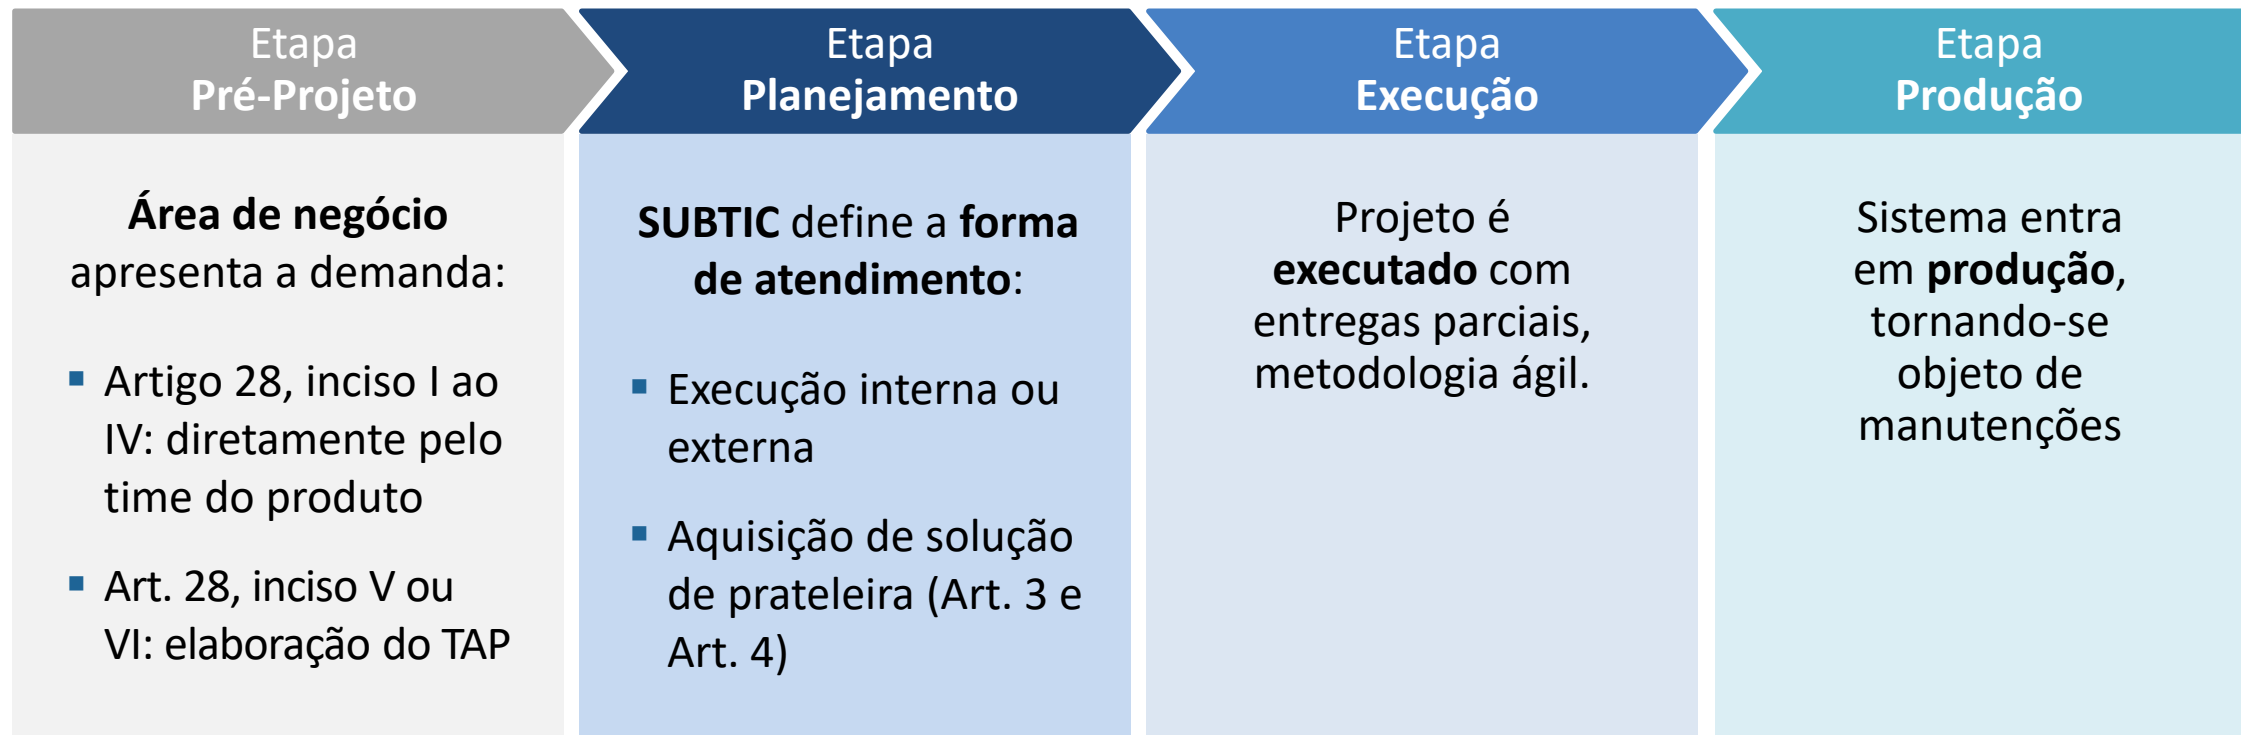 Etapa
Pré-Projeto
Área de negócio
apresenta a demanda:
▪ Artigo 28, inciso I ao
IV: diretamente pelo
time do produto
▪ Art. 28, inciso V ou
VI: elaboração do TAP
Etapa
Planejamento
SUBTIC define a forma
de atendimento:
▪ Execução interna ou
externa
▪ Aquisição de solução
de prateleira (Art. 3 e
Art. 4)
Etapa
Execução
Projeto é
executado com
entregas parciais,
metodologia ágil.
Etapa
Produção
Sistema entra
em produção,
tornando-se
objeto de
manutenções